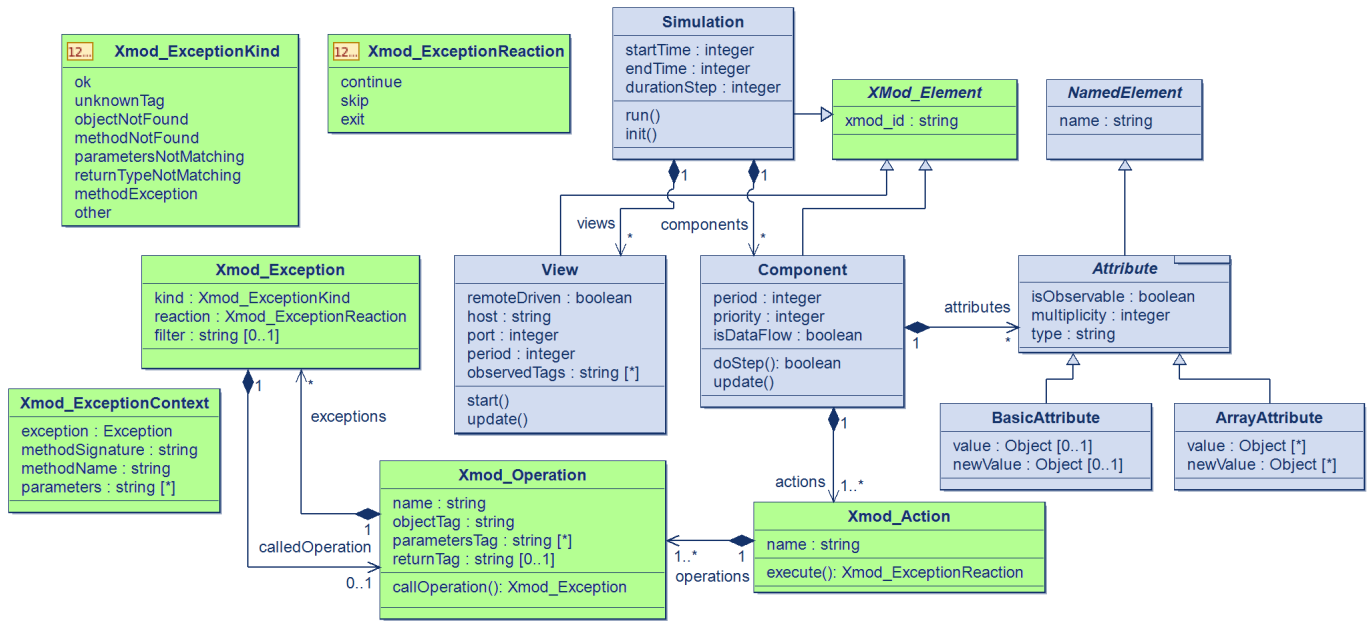 12... Xmod_ExceptionKind
ok
unknownTag
objectNotFound
methodNotFound
parametersNotMatching
returnTypeNotMatching
methodException
other
12... Xmod_ExceptionReaction
continue
skip
exit
Simulation
startTime : integer
endTime : integer
durationStep : integer
run()
init()
XMod_Element
xmod_id : string
NamedElement
name : string
1
views
*
1
components
*
Xmod_Exception
kind : Xmod_ExceptionKind
reaction : Xmod_ExceptionReaction
filter : string [0..1]
View
remoteDriven : boolean
host : string
port : integer
period : integer
observedTags : string [*]
start()
update()
Component
period : integer
priority : integer
isDataFlow : boolean
doStep(): boolean
update()
attributes
1
*
Attribute
isObservable : boolean
multiplicity : integer
type : string
Xmod_ExceptionContext
exception : Exception
methodSignature : string
methodName : string
parameters : string [*]
1
*
exceptions
1
calledOperation
0..1
Xmod_Operation
name : string
objectTag : string
parametersTag : string [*]
returnTag : string [0..1]
callOperation(): Xmod_Exception
1
actions
1..*
1..*
1
operations
Xmod_Action
name : string
execute(): Xmod_ExceptionReaction
BasicAttribute
value : Object [0..1]
newValue : Object [0..1]
ArrayAttribute
value : Object [*]
newValue : Object [*]